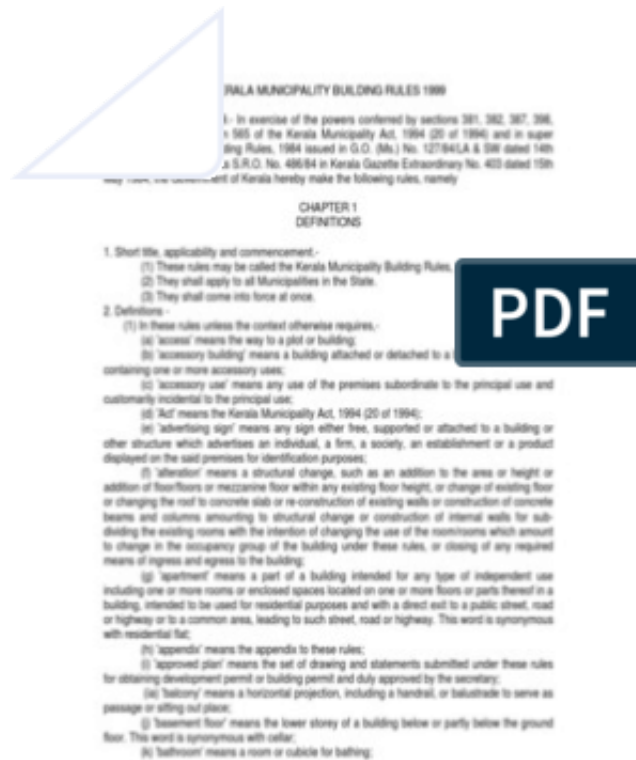 ERALA MUNICIPALITY BUILDING RULES 1999
.- In exercise of the powers conferred by sections 381, 382, 387, 398,
n 565 of the Kerala Municipality Act, 1994 (20 of 1994) and in super
ding Rules, 1984 issued in G.O. (Ms.) No. 127/84/LA & SW dated 14th
S.R.O. No. 486/84 in Kerala Gazette Extraordinary No. 403 dated 15th
the Government of Kerala hereby make the following rules, namely
CHAPTER 1
DEFINITIONS
1. Short title, applicability and commencement.-
(1) These rules may be called the Kerala Municipality Building Rules,
(2) They shall apply to all Municipalities in the State.
(3) They shall come into force at once.
PDF
2. Definitions -
(1) In these rules unless the context otherwise requires,-
(a) 'access' means the way to a plot or building;
(b) 'accessory building' means a building attached or detached to a
containing one or more accessory uses;
(c) 'accessory use' means any use of the premises subordinate to the principal use and
customarily incidental to the principal use;
(d) 'Act' means the Kerala Municipality Act, 1994 (20 of 1994);
(e) 'advertising sign' means any sign either free, supported or attached to a building or
other structure which advertises an individual, a firm, a society, an establishment or a product
displayed on the said premises for identification purposes;
(f) 'alteration' means a structural change, such as an addition to the area or height or
addition of floor/floors or mezzanine floor within any existing floor height, or change of existing floor
or changing the roof to concrete slab or re-construction of existing walls or construction of concrete
beams and columns amounting to structural change or construction of internal walls for sub-
dividing the existing rooms with the intention of changing the use of the room/rooms which amount
to change in the occupancy group of the building under these rules, or closing of any required
means of ingress and egress to the building;
(g) 'apartment' means a part of a building intended for any type of independent use
including one or more rooms or enclosed spaces located on one or more floors or parts thereof in a
building, intended to be used for residential purposes and with a direct exit to a public street, road
or highway or to a common area, leading to such street, road or highway. This word is synonymous
with residential flat;
(h) 'appendix' means the appendix to these rules;
(i) 'approved plan' means the set of drawing and statements submitted under these rules
for obtaining development permit or building permit and duly approved by the secretary;
(ia) 'balcony' means a horizontal projection, including a handrail, or balustrade to serve as
passage or sitting out place;
(j) 'basement floor' means the lower storey of a building below or partly below the ground
floor. This word is synonymous with cellar;
(k) 'bathroom' means a room or cubicle for bathing;